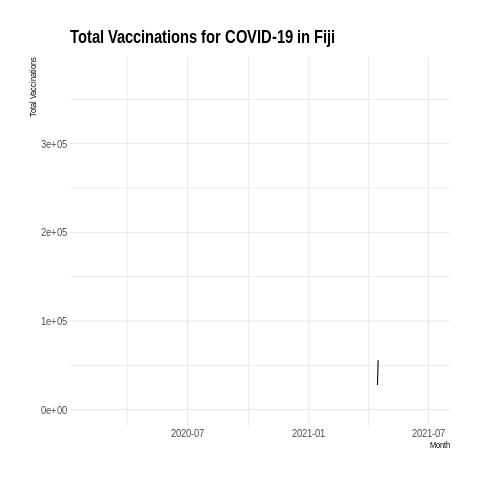 Total Vaccinations for COVID-19 in Fiji
Total Vaccinations
3e+05
2e+05
1e+05
0e+00
2020-07
2021-01
2021-07
Month